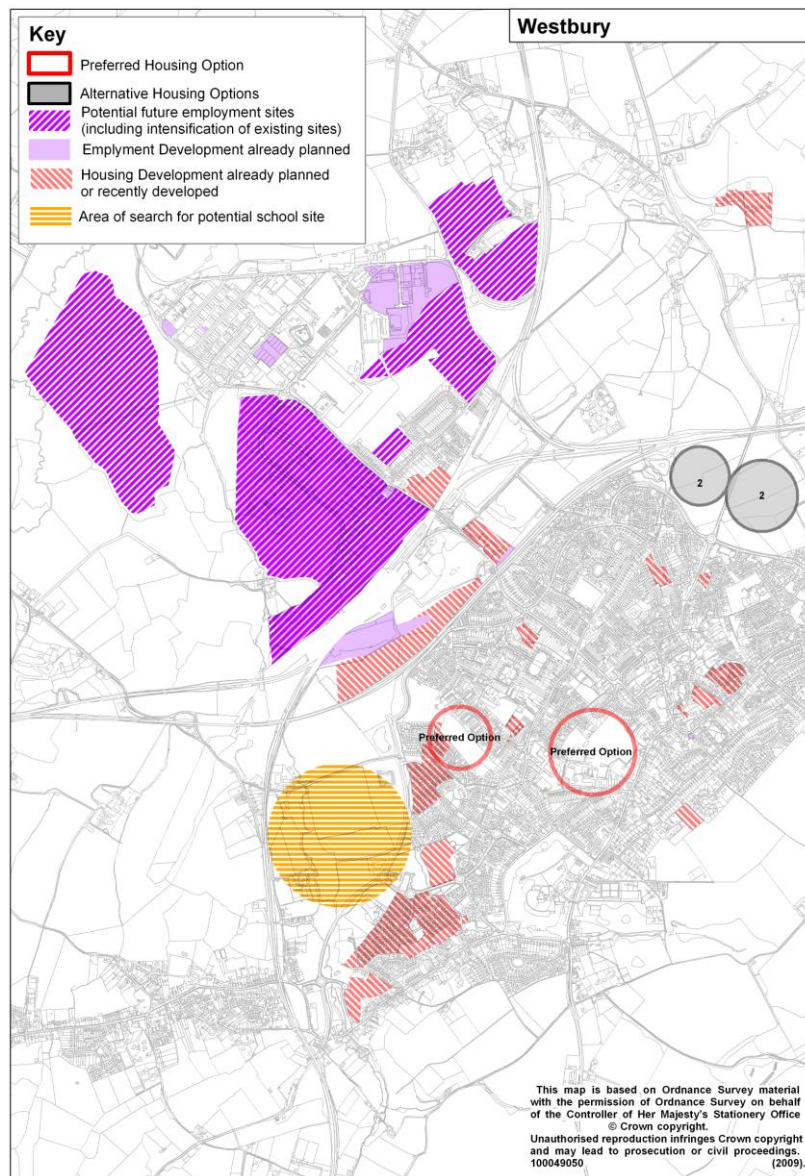 Westbury
Key
Preferred Housing Option
Alternative Housing Options
Potential future employment sites
(including intensification of existing sites)
Emplyment Development already planned
Housing Development already planned
or recently developed
Area of search for potential school site
2
2
Preferred Option
Preferred Option
This map is based on Ordnance Survey material
with the permission of Ordnance Survey on behalf
of the Controller of Her Majesty's Stationery Office
© Crown copyright.
Unauthorised reproduction infringes Crown copyright
and may lead to prosecution or civil proceedings.
100049050 (2009).